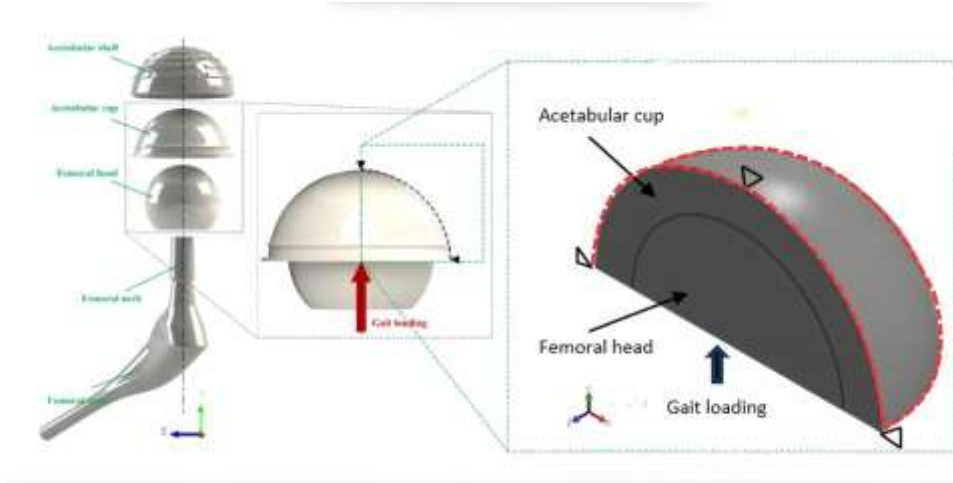 Acetabular shell
Acetabular cup
Femoral head
Femoral neck
Gait loading
Acetabular cup
Femoral head
Gait loading